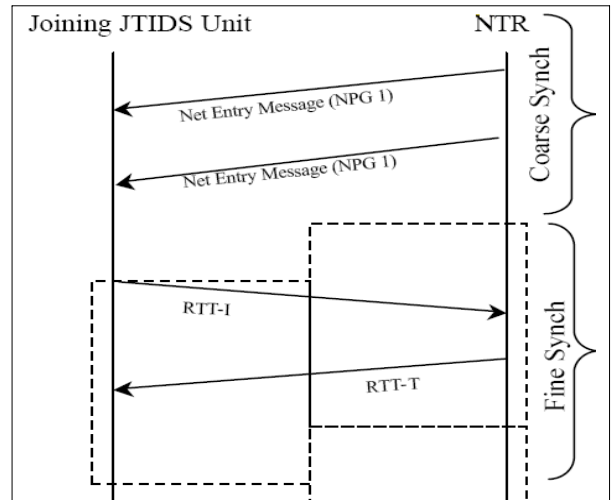 Joining JTIDS Unit
NTR
Net Entry Message (NPG 1)
Net Entry Message (NPG 1)
Coarse Synch
RTT-I
RTT-T
Fine Synch